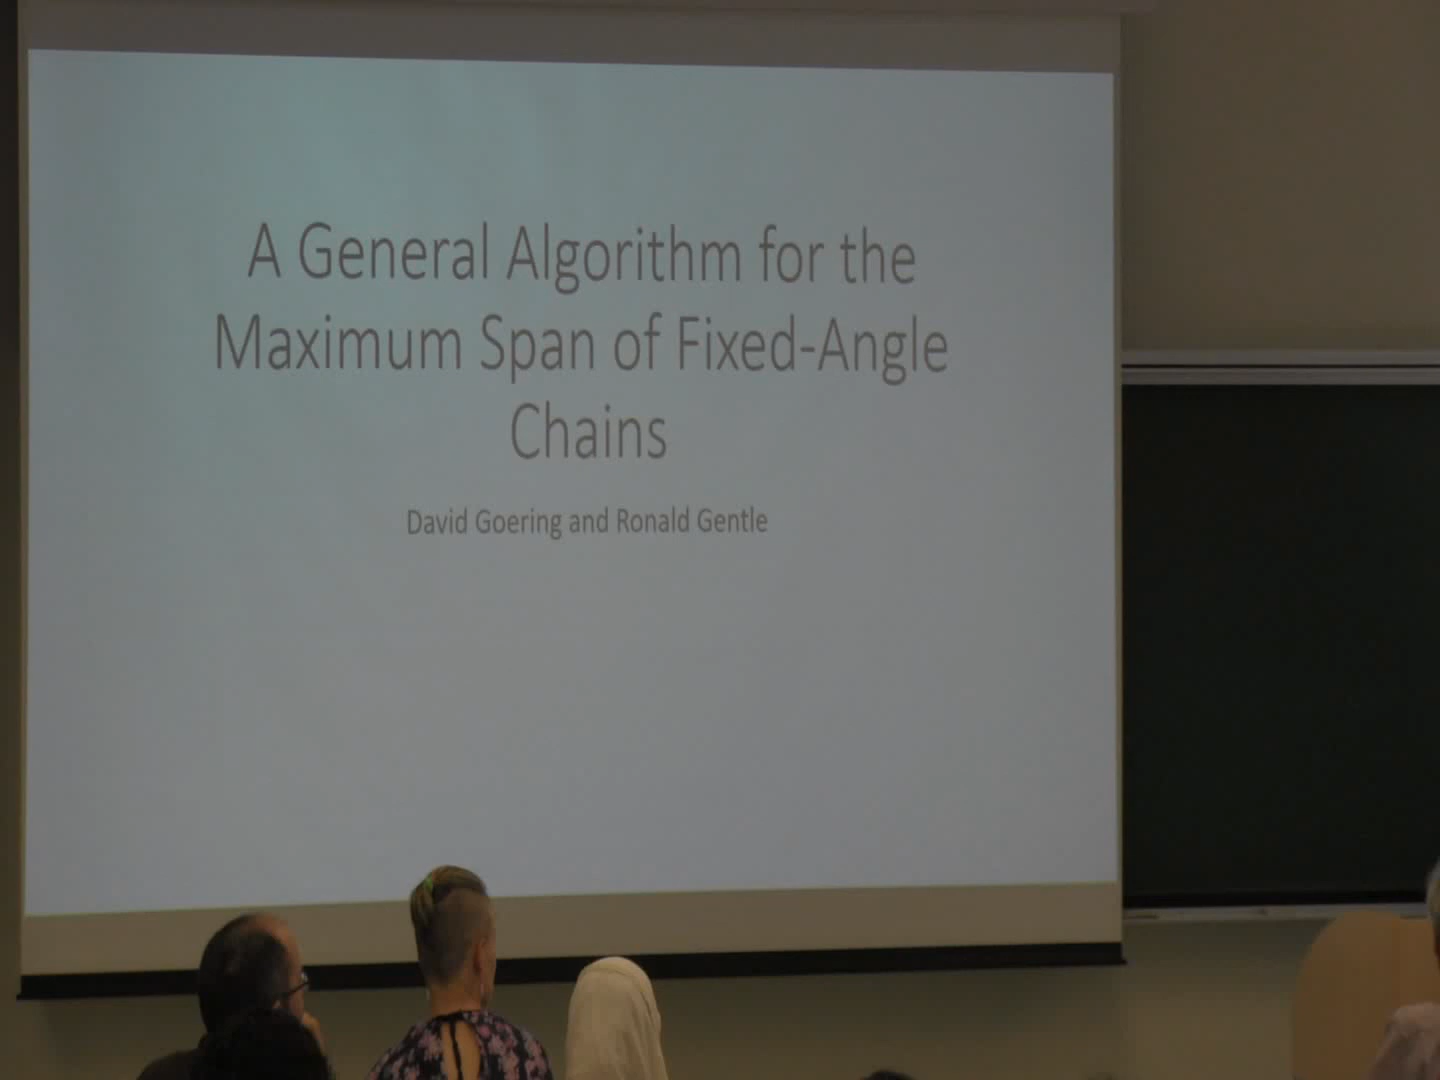 A General Algorithm for the
Maximum Span of Fixed-Angle
Chains
David Goering and Ronald Gentle